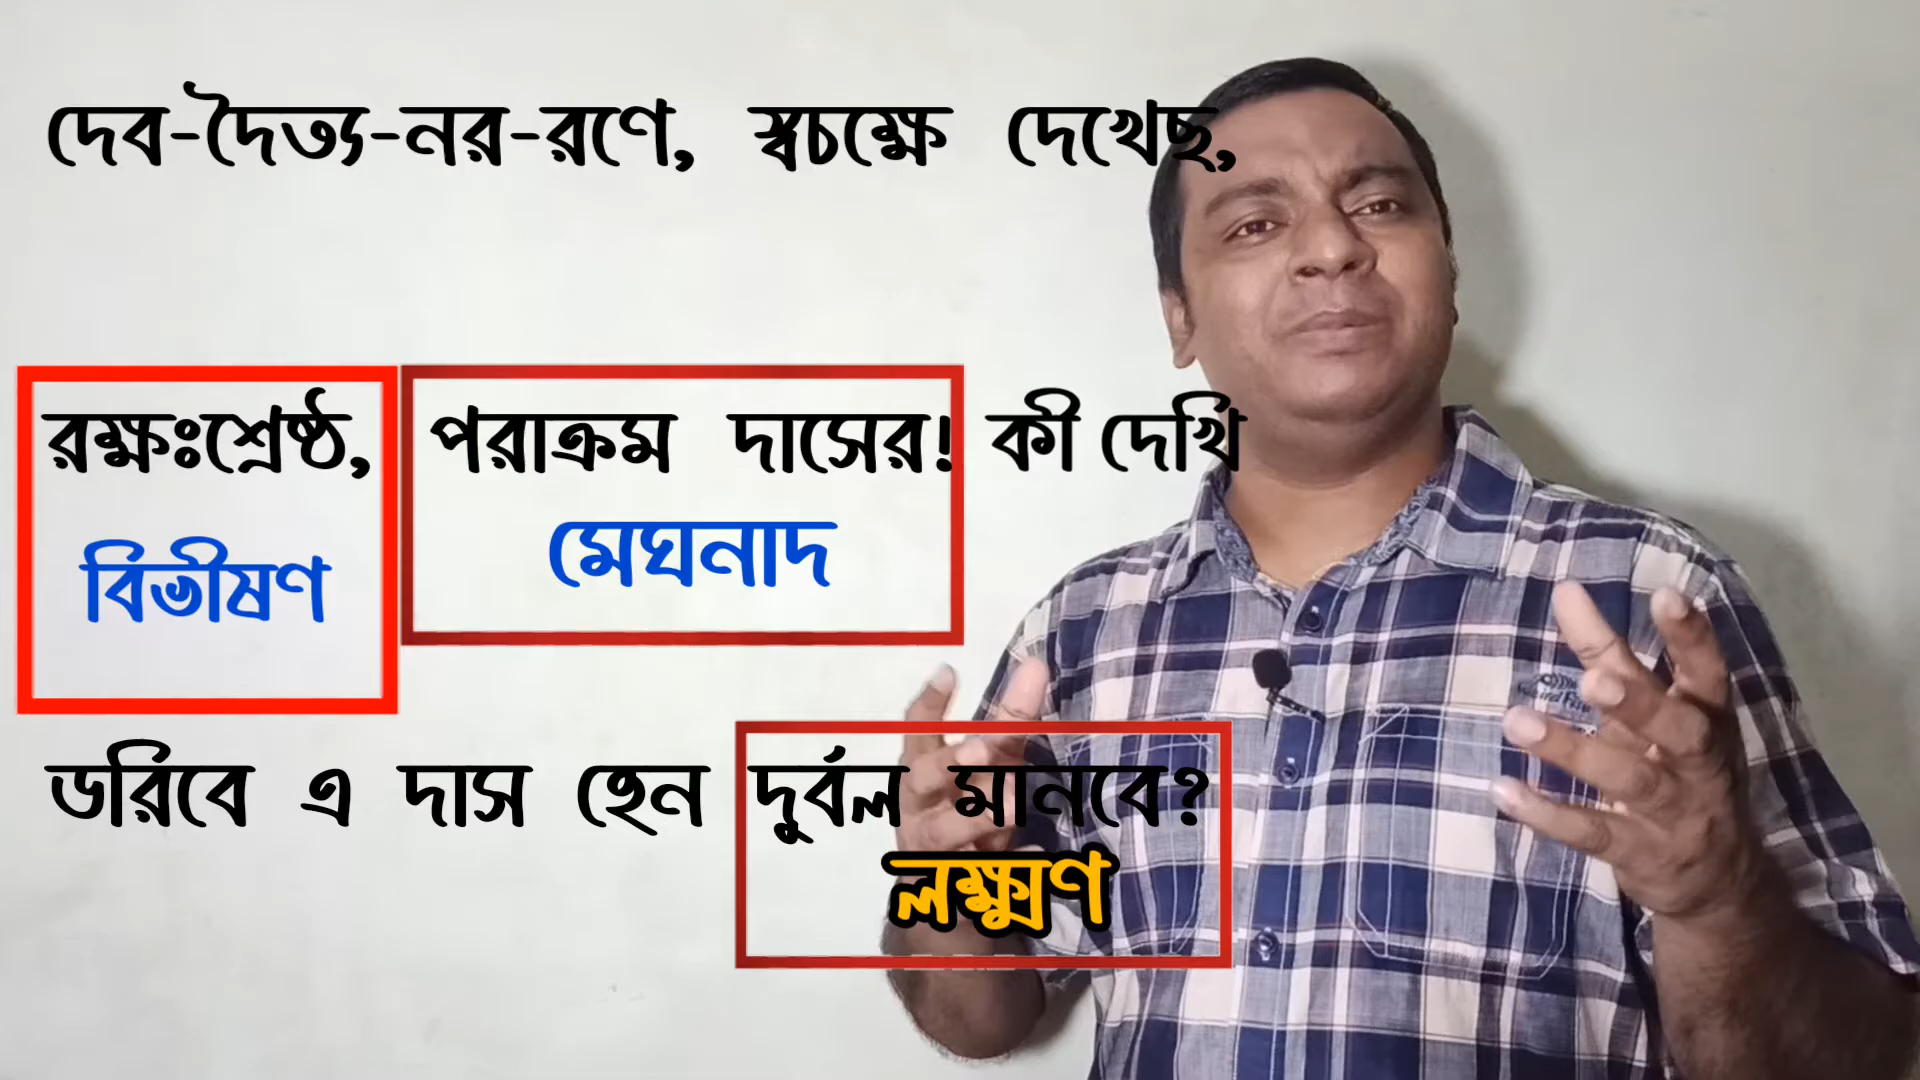 দেব-দৈত্য-নর-রণে, স্বচক্ষে দেখেছ,
রক্ষঃশ্রেষ্ঠ, পরাক্রম দাসের! কী দেখি
বিভীষণ মেঘনাদ
ডরিবে এ দাস হেন দুর্বল মানবে?
লক্ষ্মণ